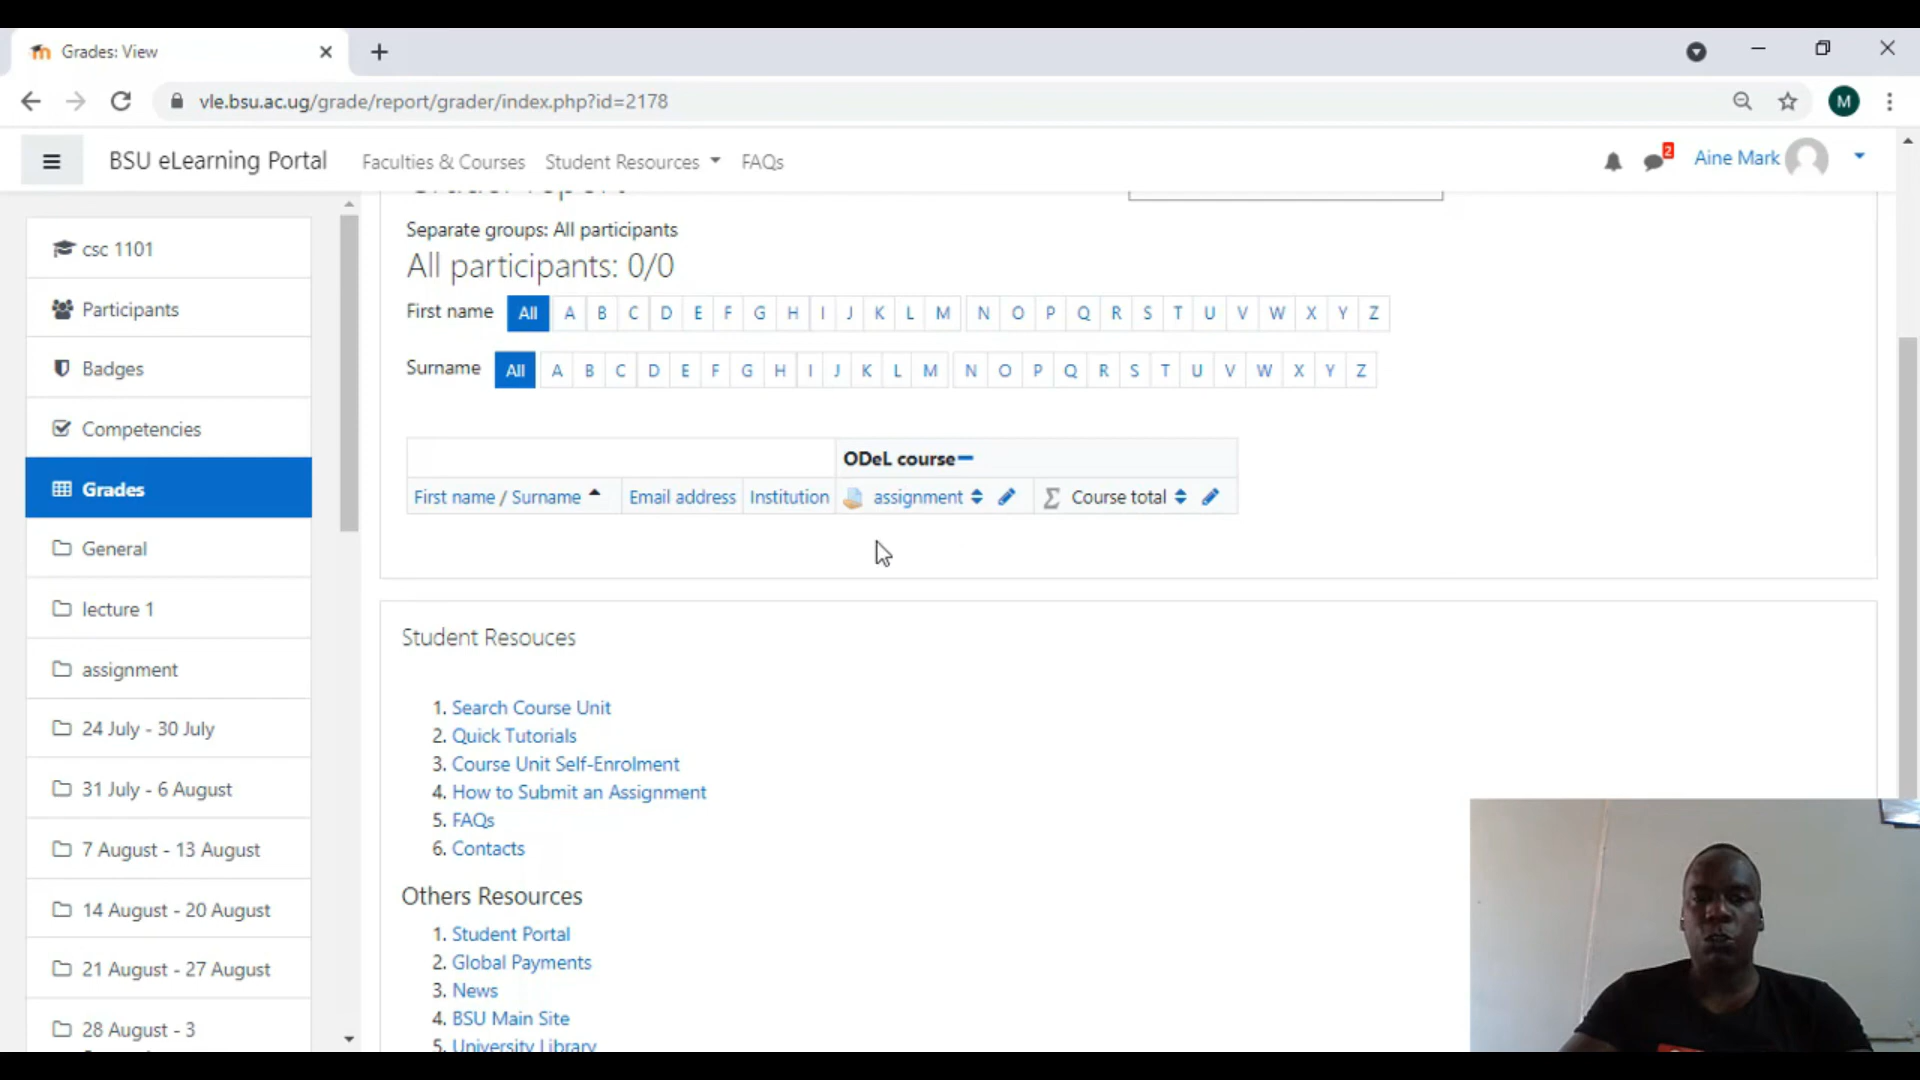 Grades: View
vle.bsu.ac.ug/grade/report/grader/index.php?id=2178
M
BSU eLearning Portal
Faculties & Courses
Student Resources
FAQs
2
Aine Mark
csc 1101
Participants
Badges
Competencies
Grades
General
lecture 1
assignment
24 July - 30 July
31 July - 6 August
7 August - 13 August
14 August - 20 August
21 August - 27 August
28 August - 3
Grader report
Separate groups: All participants
All participants: 0/0
First name All A B C D E F G H I J K L M N O P Q R S T U V W X Y Z
Surname All A B C D E F G H I J K L M N O P Q R S T U V W X Y Z
ODeL course
First name / Surname Email address Institution assignment Σ Course total
Student Resouces
1. Search Course Unit
2. Quick Tutorials
3. Course Unit Self-Enrolment
4. How to Submit an Assignment
5. FAQs
6. Contacts
Others Resources
1. Student Portal
2. Global Payments
3. News
4. BSU Main Site
5. University Library